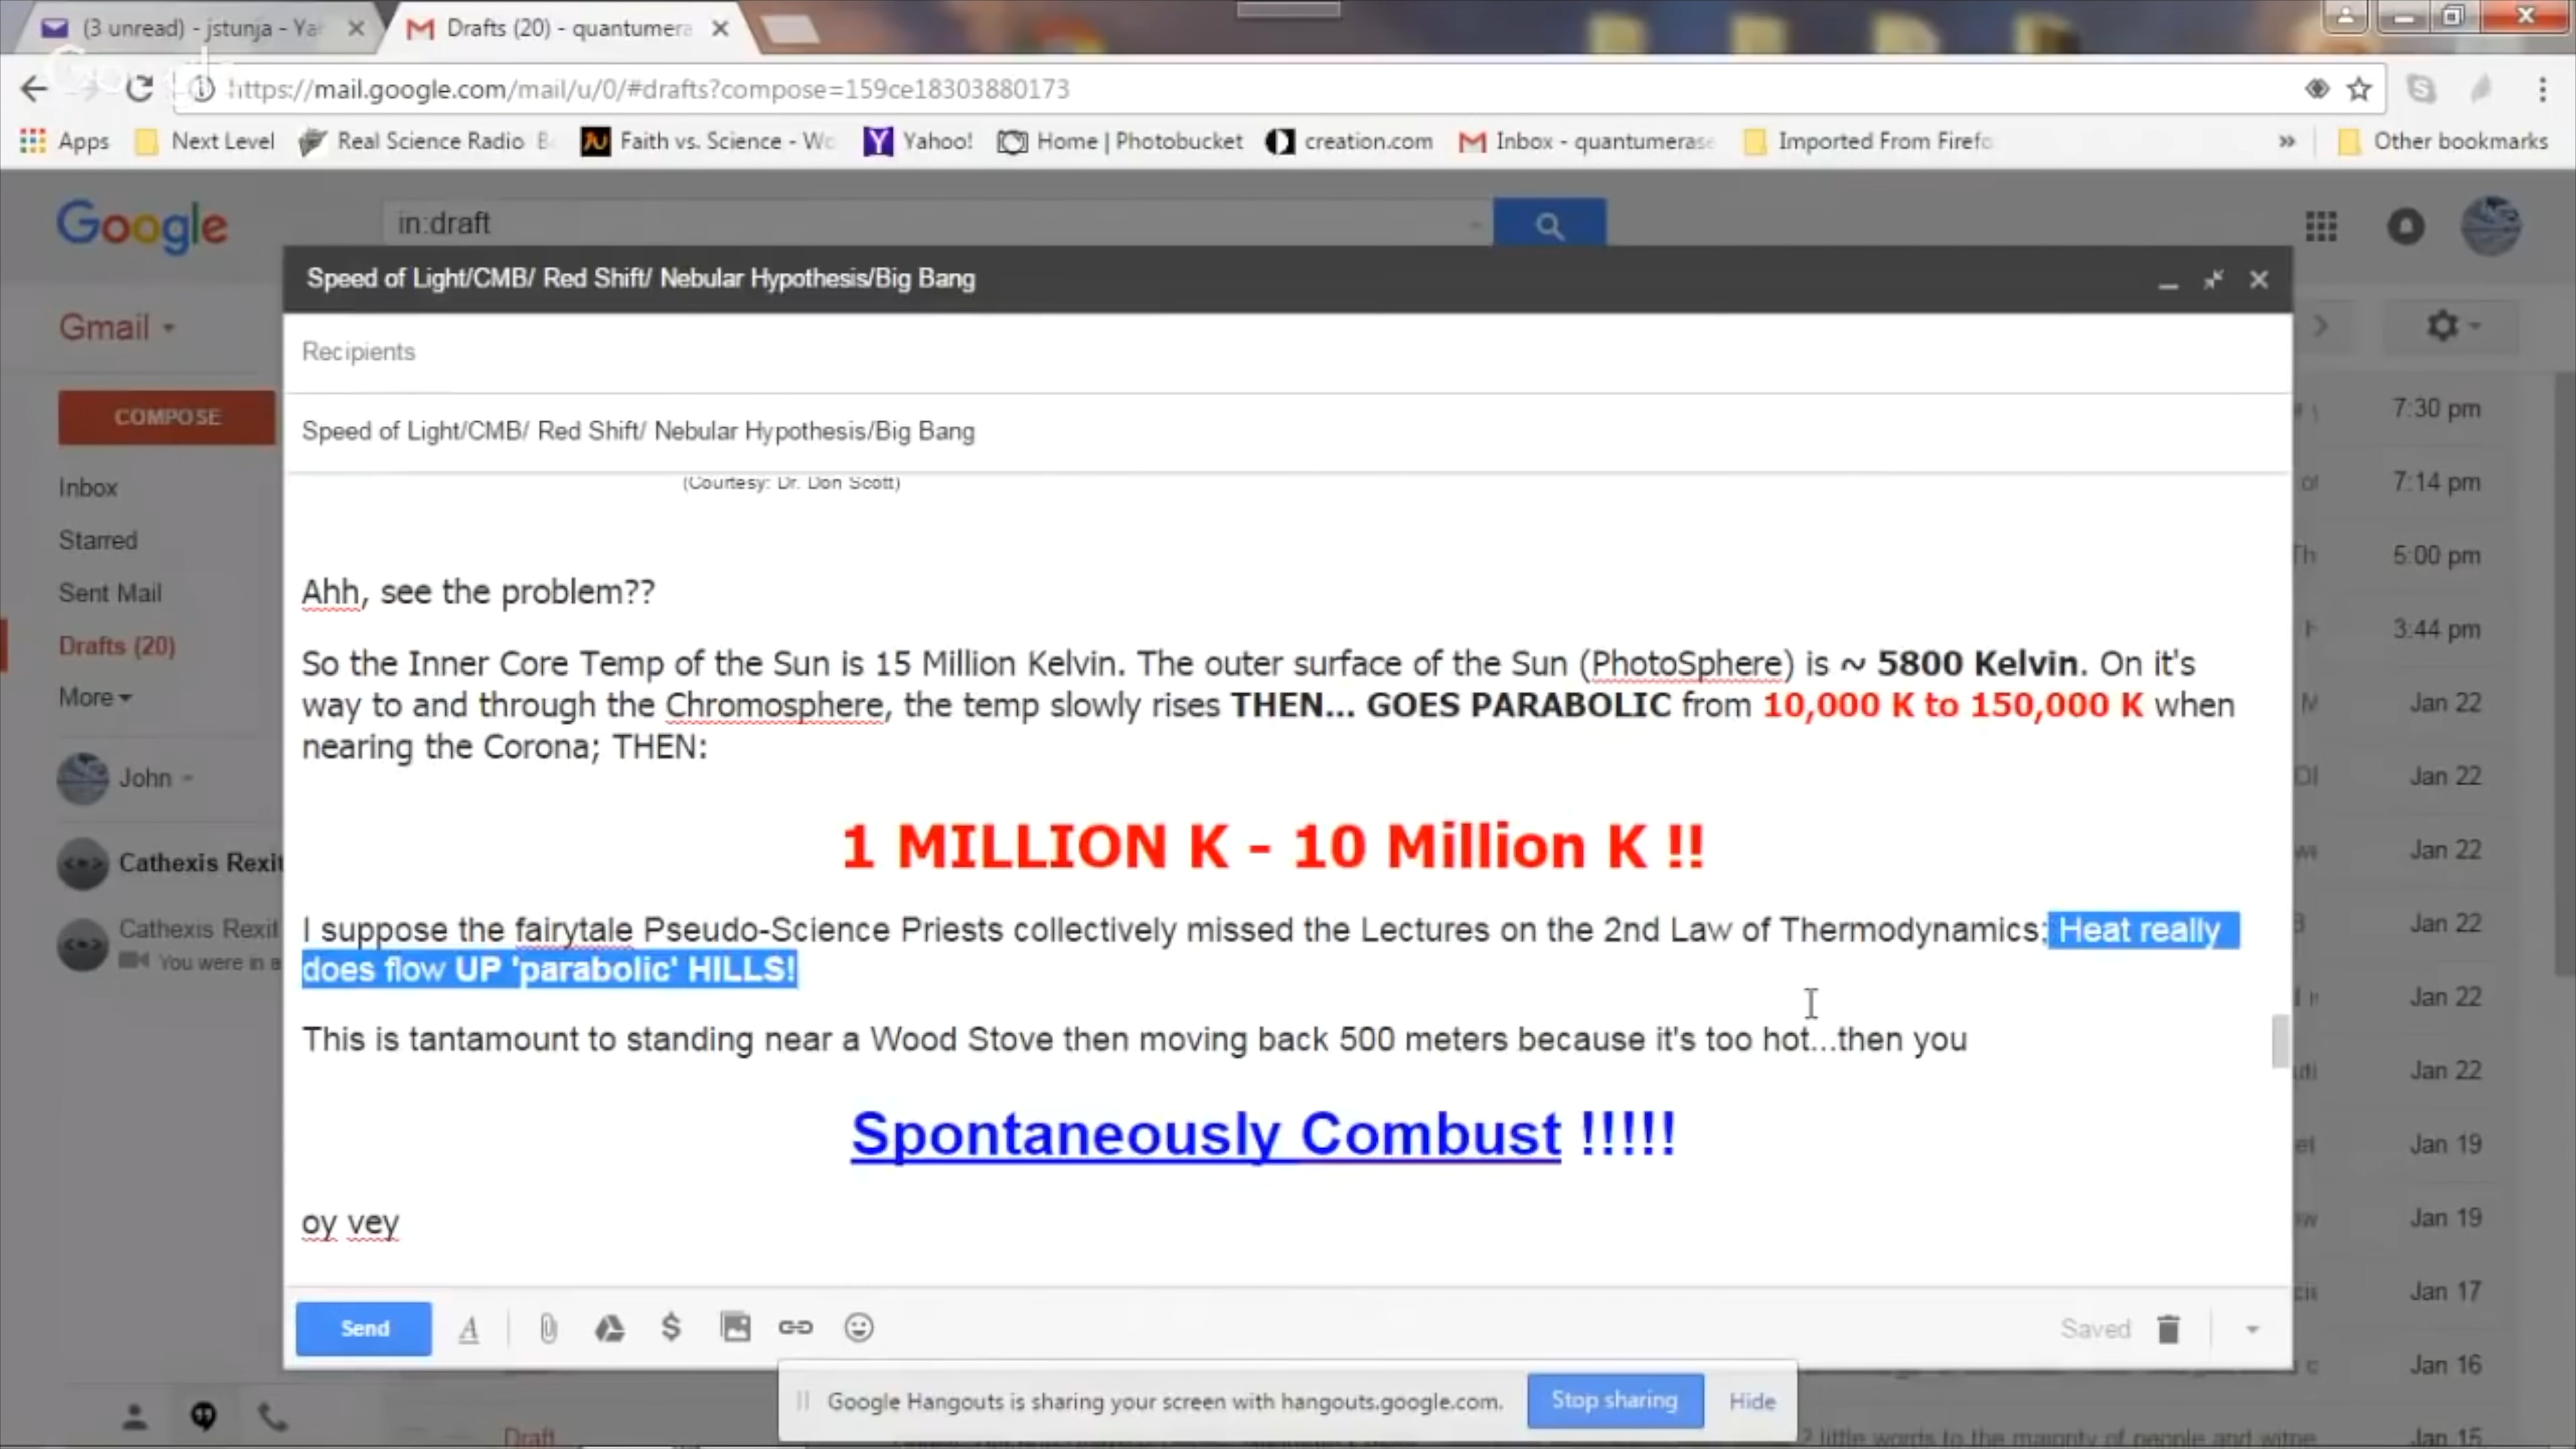 (3 unread) - jstunja - Ya
Drafts (20) - quantumera
https://mail.google.com/mail/u/0/#drafts?compose=159ce18303880173
Apps Next Level Real Science Radio Faith vs. Science - Yahoo! Home | Photobucket creation.com Inbox - quantumerase Imported From Firefo » Other bookmarks
Google
in:draft
Speed of Light/CMB/ Red Shift/ Nebular Hypothesis/Big Bang
Gmail
Recipients
COMPOSE
Speed of Light/CMB/ Red Shift/ Nebular Hypothesis/Big Bang
7:30 pm
(Courtesy: Dr. Don Scott)
Inbox
7:14 pm
Starred
5:00 pm
Ahh, see the problem??
Sent Mail
3:44 pm
Drafts (20)
So the Inner Core Temp of the Sun is 15 Million Kelvin. The outer surface of the Sun (PhotoSphere) is ~ 5800 Kelvin. On it's
More
way to and through the Chromosphere, the temp slowly rises THEN... GOES PARABOLIC from 10,000 K to 150,000 K when
Jan 22
nearing the Corona; THEN:
John
Jan 22
1 MILLION K - 10 Million K !!
Jan 22
Cathexis Rexit
I suppose the fairytale Pseudo-Science Priests collectively missed the Lectures on the 2nd Law of Thermodynamics: Heat really
does flow UP 'parabolic' HILLS!
Jan 22
Cathexis Rexit
You were in a
Jan 22
This is tantamount to standing near a Wood Stove then moving back 500 meters because it's too hot...then you
Jan 22
Spontaneously Combust !!!!!
Jan 19
oy vey
Jan 19
Jan 17
Send
Saved
Jan 16
Google Hangouts is sharing your screen with hangouts.google.com.
Stop sharing
Hide
Draft
little words to the majority of people and
Jan 15